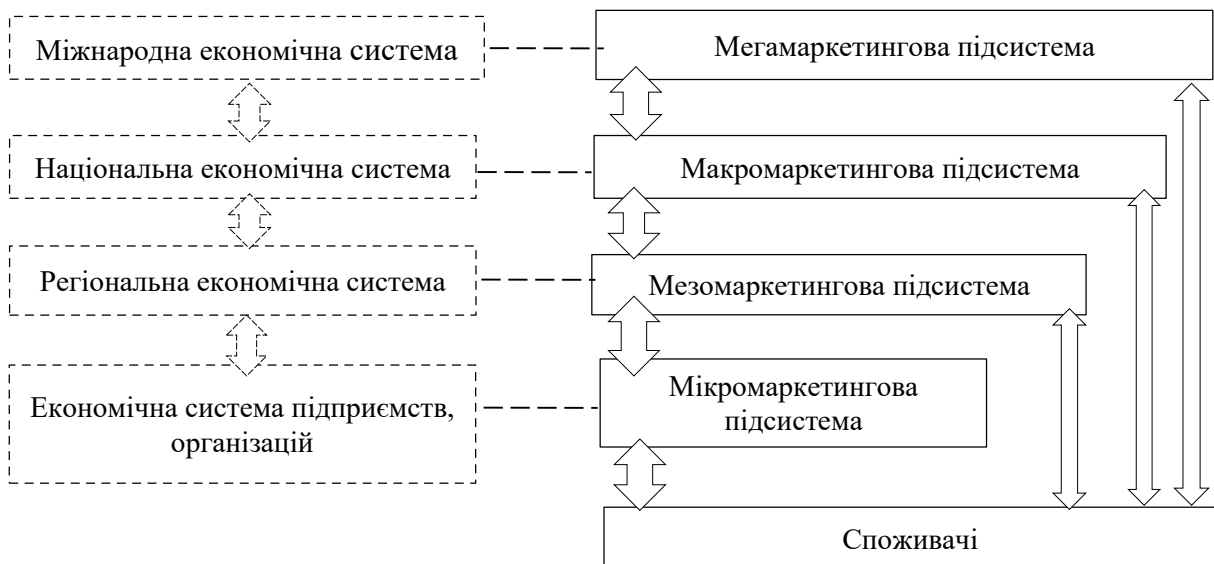 Міжнародна економічна система
Мегамаркетингова підсистема
Національна економічна система
Макромаркетингова підсистема
Регіональна економічна система
Мезомаркетингова підсистема
Економічна система підприємств,
організацій
Мікромаркетингова
підсистема
Споживачі